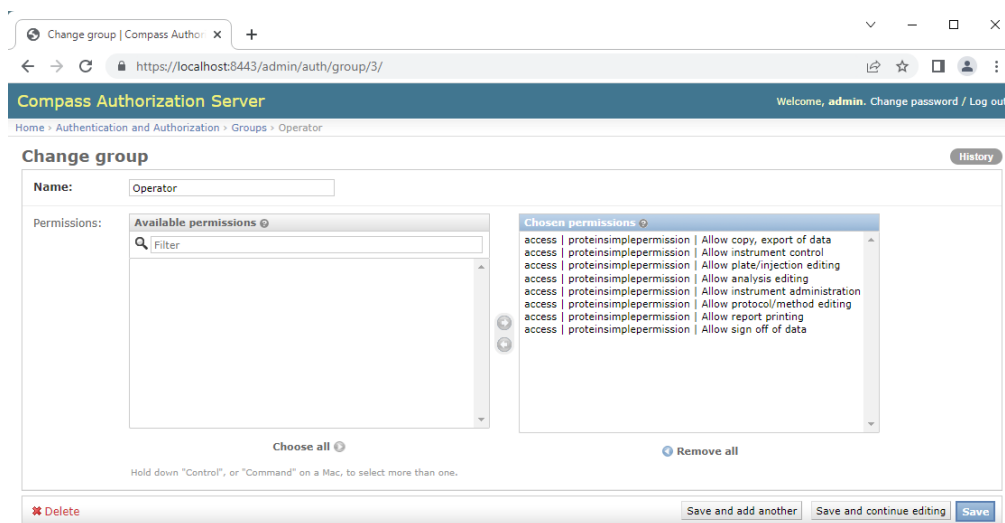 Change group | Compass Author
https://localhost:8443/admin/auth/group/3/
Compass Authorization Server
Welcome, admin. Change password / Log out
Home › Authentication and Authorization › Groups › Operator
Change group
History
Name:
Operator
Permissions:
Available permissions
Filter
Choose all
Hold down "Control", or "Command" on a Mac, to select more than one.
Chosen permissions
access | proteinsimplepermission | Allow copy, export of data
access | proteinsimplepermission | Allow instrument control
access | proteinsimplepermission | Allow plate/injection editing
access | proteinsimplepermission | Allow analysis editing
access | proteinsimplepermission | Allow instrument administration
access | proteinsimplepermission | Allow protocol/method editing
access | proteinsimplepermission | Allow report printing
access | proteinsimplepermission | Allow sign off of data
Remove all
Delete
Save and add another
Save and continue editing
Save